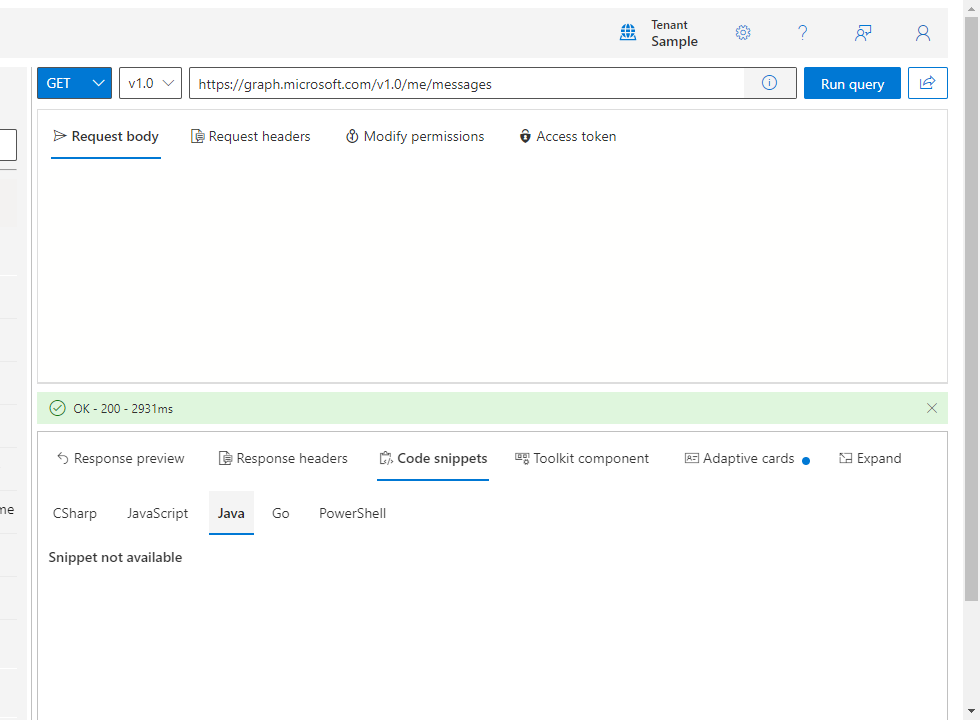 Tenant
Sample
GET
v1.0
https://graph.microsoft.com/v1.0/me/messages
Run query
Request body
Request headers
Modify permissions
Access token
OK - 200 - 2931ms
Response preview
Response headers
Code snippets
Toolkit component
Adaptive cards
Expand
me
CSharp
JavaScript
Java
Go
PowerShell
Snippet not available